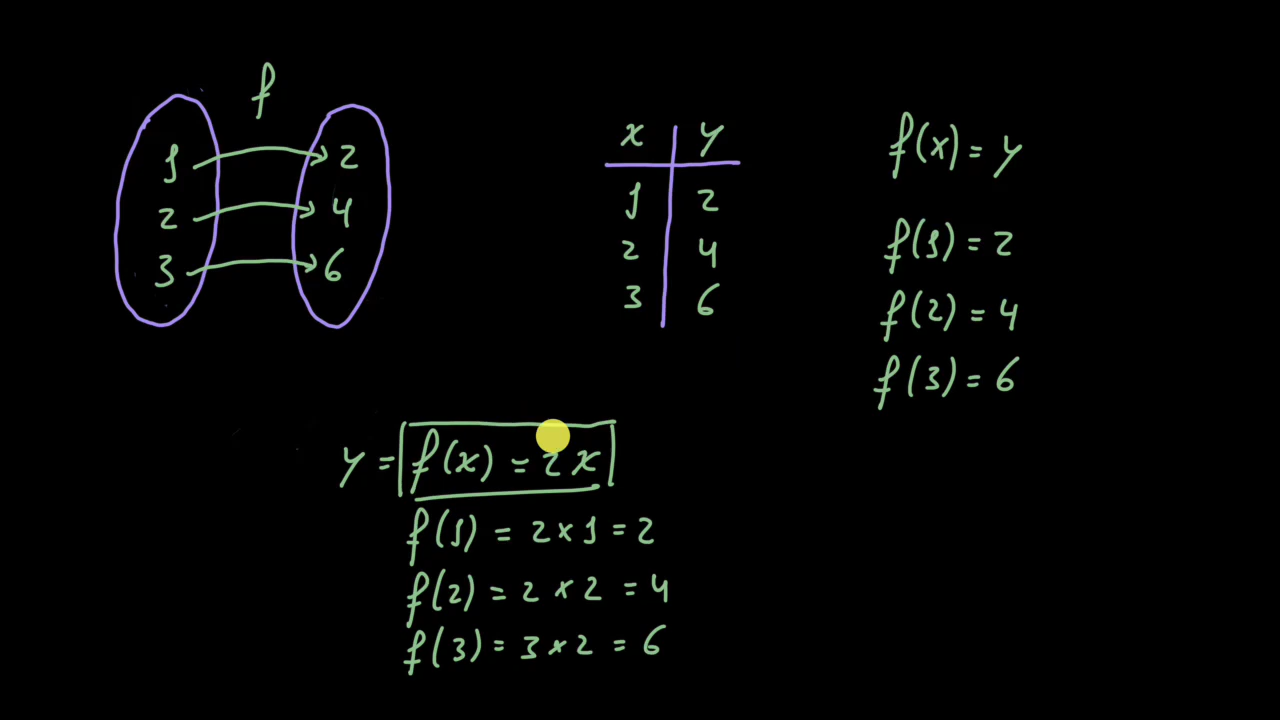 f
1 → 2
2 → 4
3 → 6
x | y
1 | 2
2 | 4
3 | 6
f(x) = y
f(1) = 2
f(2) = 4
f(3) = 6
y = f(x) = 2x
f(1) = 2 × 1 = 2
f(2) = 2 × 2 = 4
f(3) = 3 × 2 = 6